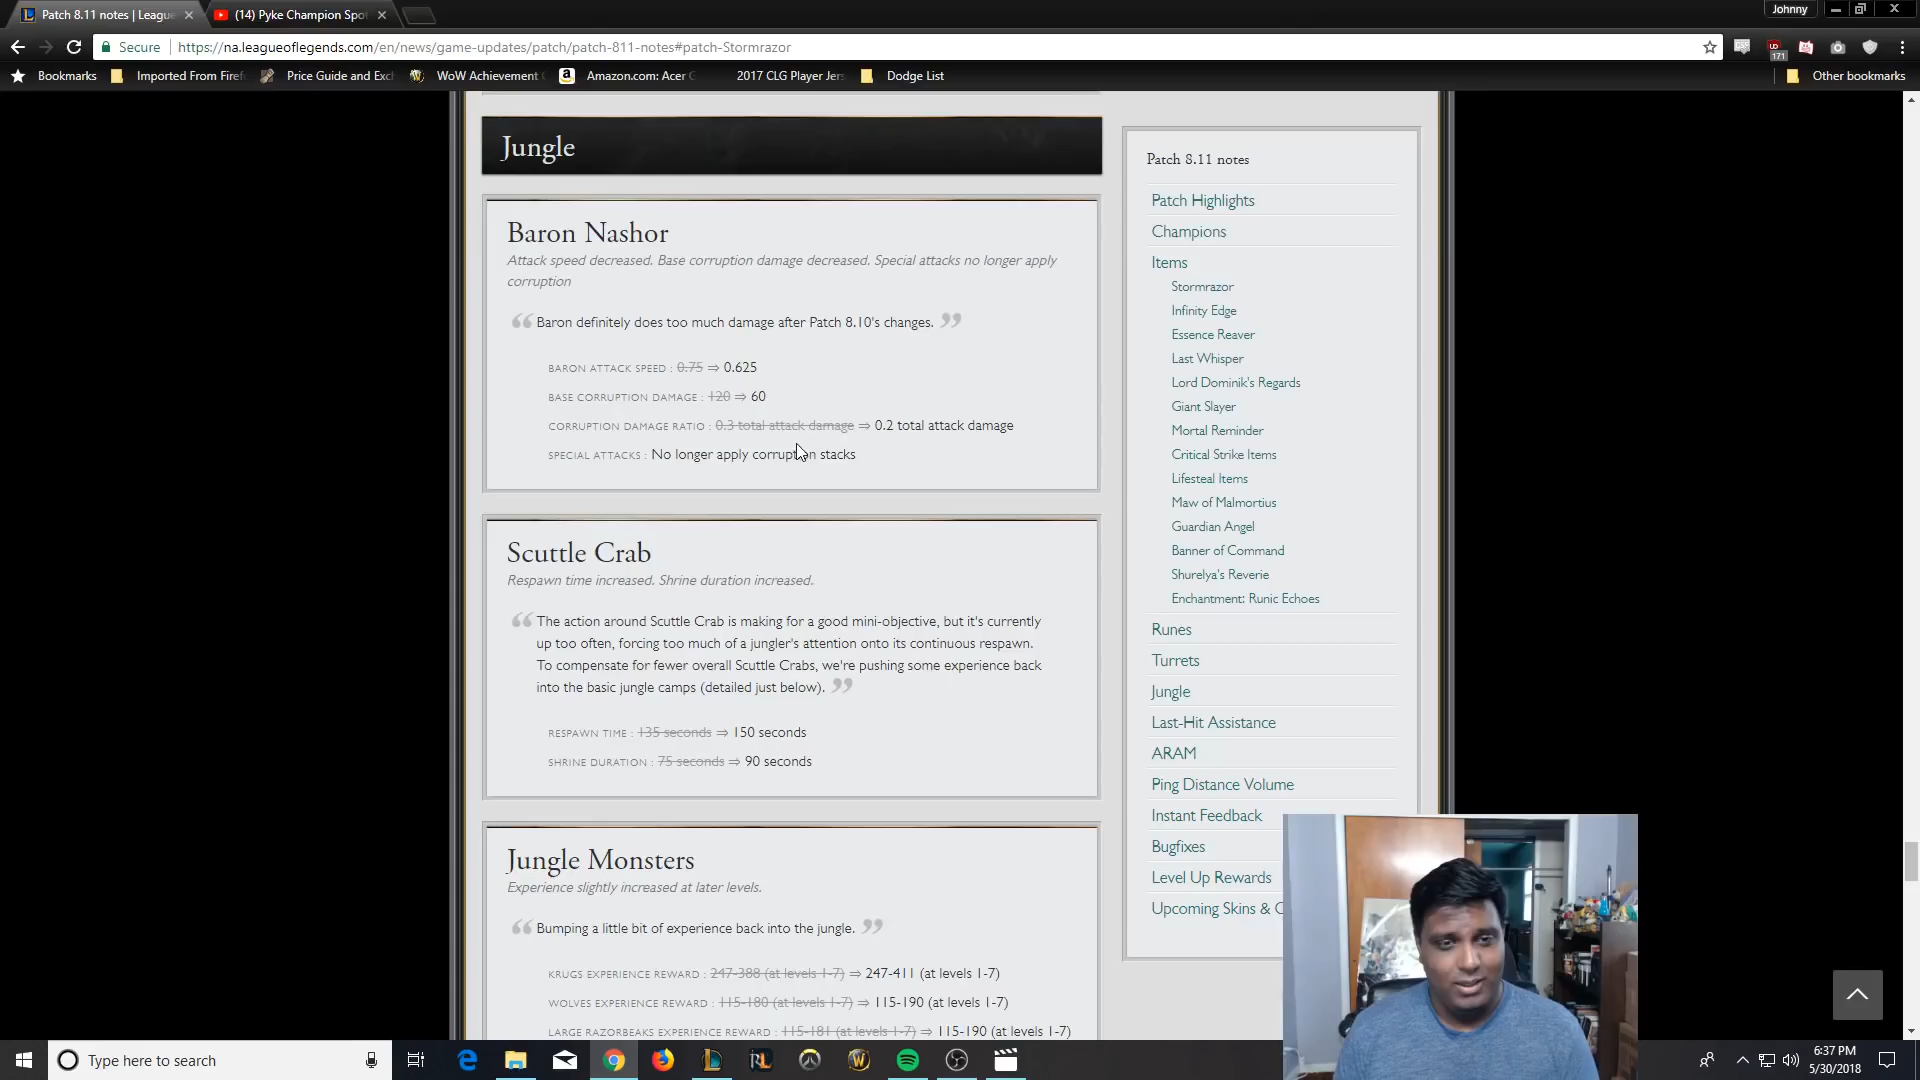 Patch 8.11 notes | League
(14) Pyke Champion Spot
Johnny
Secure
https://na.leagueoflegends.com/en/news/game-updates/patch/patch-811-notes#patch-Stormrazor
171
Bookmarks
Imported From Firef
Price Guide and Exch
WoW Achievement
Amazon.com: Acer
2017 CLG Player Jers
Dodge List
Other bookmarks
Jungle
Baron Nashor
Attack speed decreased. Base corruption damage decreased. Special attacks no longer apply
corruption
“ Baron definitely does too much damage after Patch 8.10's changes. ”
BARON ATTACK SPEED : 0.75 ⇒ 0.625
BASE CORRUPTION DAMAGE : 120 ⇒ 60
CORRUPTION DAMAGE RATIO : 0.3 total attack damage ⇒ 0.2 total attack damage
SPECIAL ATTACKS : No longer apply corruption stacks
Scuttle Crab
Respawn time increased. Shrine duration increased.
“ The action around Scuttle Crab is making for a good mini-objective, but it's currently
up too often, forcing too much of a jungler's attention onto its continuous respawn.
To compensate for fewer overall Scuttle Crabs, we're pushing some experience back
into the basic jungle camps (detailed just below). ”
RESPAWN TIME : 135 seconds ⇒ 150 seconds
SHRINE DURATION : 75 seconds ⇒ 90 seconds
Jungle Monsters
Experience slightly increased at later levels.
“ Bumping a little bit of experience back into the jungle. ”
KRUGS EXPERIENCE REWARD : 247-388 (at levels 1-7) ⇒ 247-411 (at levels 1-7)
WOLVES EXPERIENCE REWARD : 115-180 (at levels 1-7) ⇒ 115-190 (at levels 1-7)
LARGE RAZORBEAKS EXPERIENCE REWARD : 115-181 (at levels 1-7) ⇒ 115-190 (at levels 1-7)
Patch 8.11 notes
Patch Highlights
Champions
Items
Stormrazor
Infinity Edge
Essence Reaver
Last Whisper
Lord Dominik's Regards
Giant Slayer
Mortal Reminder
Critical Strike Items
Lifesteal Items
Maw of Malmortius
Guardian Angel
Banner of Command
Shurelya's Reverie
Enchantment: Runic Echoes
Runes
Turrets
Jungle
Last-Hit Assistance
ARAM
Ping Distance Volume
Instant Feedback
Bugfixes
Level Up Rewards
Upcoming Skins & C
Type here to search
6:37 PM
5/30/2018